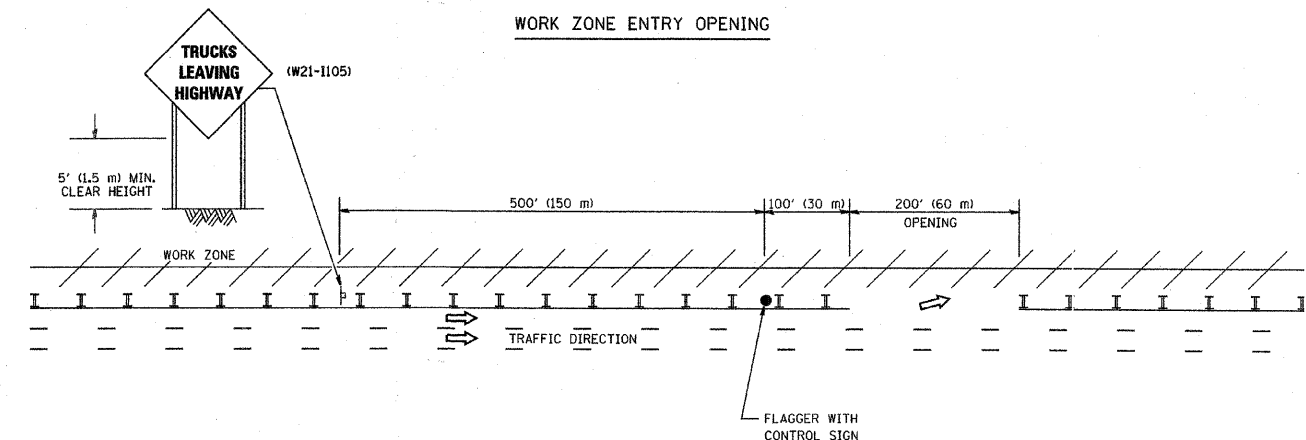 WORK ZONE ENTRY OPENING
TRUCKS
LEAVING
HIGHWAY
(W21-I105)
5' (1.5 m) MIN.
CLEAR HEIGHT
500' (150 m)
100' (30 m)
200' (60 m)
OPENING
WORK ZONE
TRAFFIC DIRECTION
FLAGGER WITH
CONTROL SIGN